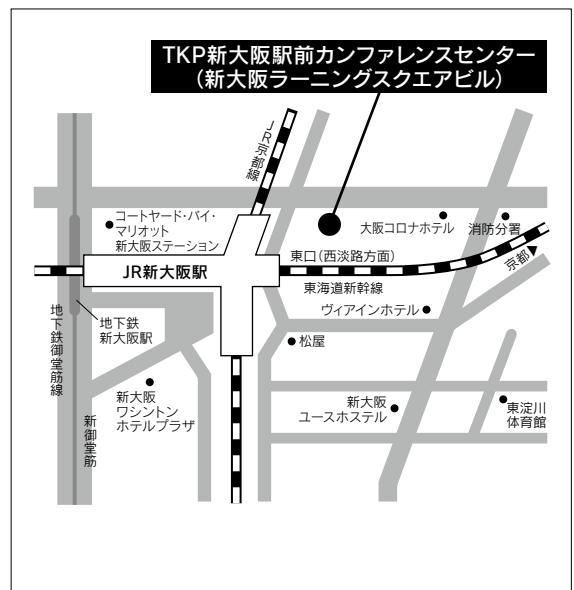 TKP新大阪駅前カンファレンスセンター
(新大阪ラーニングスクエアビル)
JR京都線
コートヤード・バイ・
マリオット
新大阪ステーション
大阪コロナホテル
消防分署
東口(西淡路方面)
JR新大阪駅
東海道新幹線
京都
ヴィアインホテル
地下鉄御堂筋線
地下鉄
新大阪駅
松屋
新大阪
ワシントン
ホテルプラザ
新御堂筋
新大阪
ユースホステル
東淀川
体育館